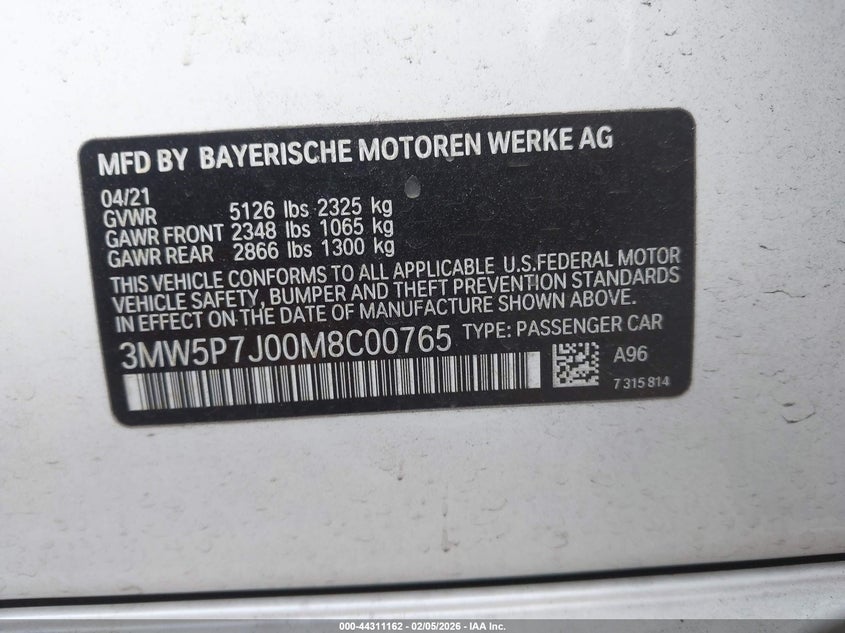 MFD BY BAYERISCHE MOTOREN WERKE AG
04/21
GVWR 5126 lbs 2325 kg
GAWR FRONT 2348 lbs 1065 kg
GAWR REAR 2866 lbs 1300 kg
THIS VEHICLE CONFORMS TO ALL APPLICABLE U.S.FEDERAL MOTOR
VEHICLE SAFETY, BUMPER AND THEFT PREVENTION STANDARDS
IN EFFECT ON THE DATE OF MANUFACTURE SHOWN ABOVE.
3MW5P7J00M8C00765 TYPE: PASSENGER CAR
A96
7 315 814
000-44311162 - 02/05/2026 - IAA Inc.